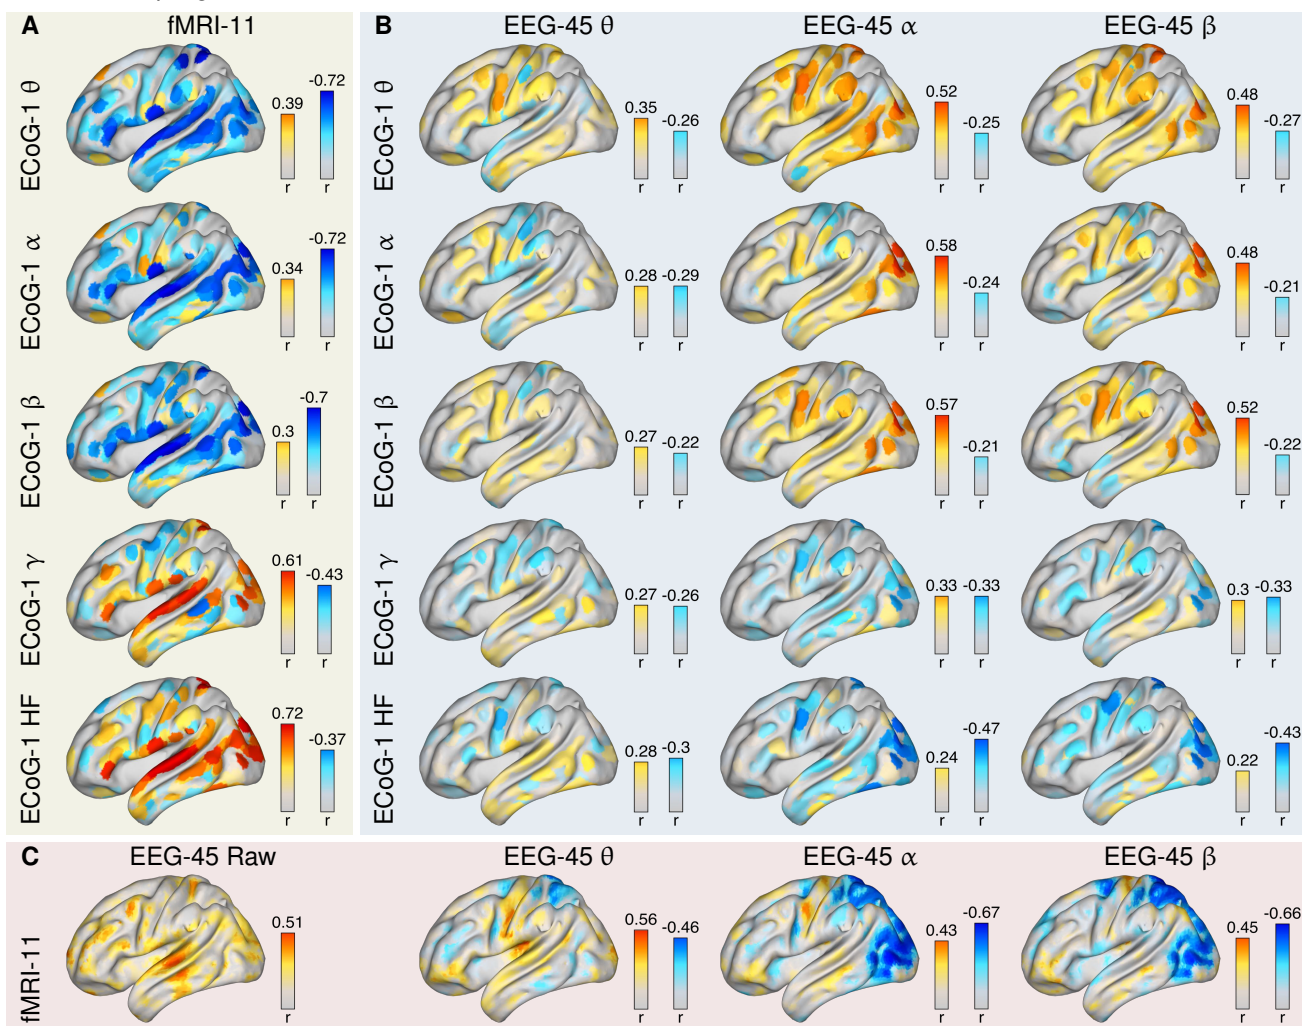 A fMRI-11
B EEG-45 θ EEG-45 α EEG-45 β
ECoG-1 θ
0.39 -0.72
r r
0.35 -0.26
r r
0.52 -0.25
r r
0.48 -0.27
r r
ECoG-1 α
0.34 -0.72
r r
0.28 -0.29
r r
0.58 -0.24
r r
0.48 -0.21
r r
ECoG-1 β
0.3 -0.7
r r
0.27 -0.22
r r
0.57 -0.21
r r
0.52 -0.22
r r
ECoG-1 γ
0.61 -0.43
r r
0.27 -0.26
r r
0.33 -0.33
r r
0.3 -0.33
r r
ECoG-1 HF
0.72 -0.37
r r
0.28 -0.3
r r
0.24 -0.47
r r
0.22 -0.43
r r
C EEG-45 Raw EEG-45 θ EEG-45 α EEG-45 β
fMRI-11
0.51
r
0.56 -0.46
r r
0.43 -0.67
r r
0.45 -0.66
r r